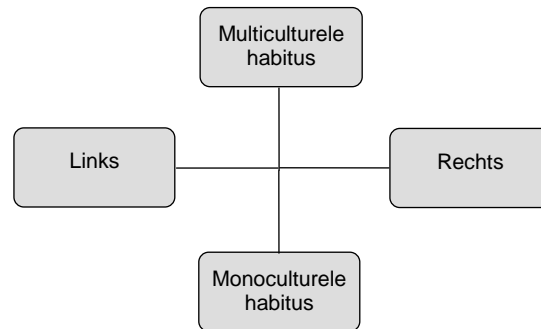 Multiculturele
habitus
Links
Rechts
Monoculturele
habitus